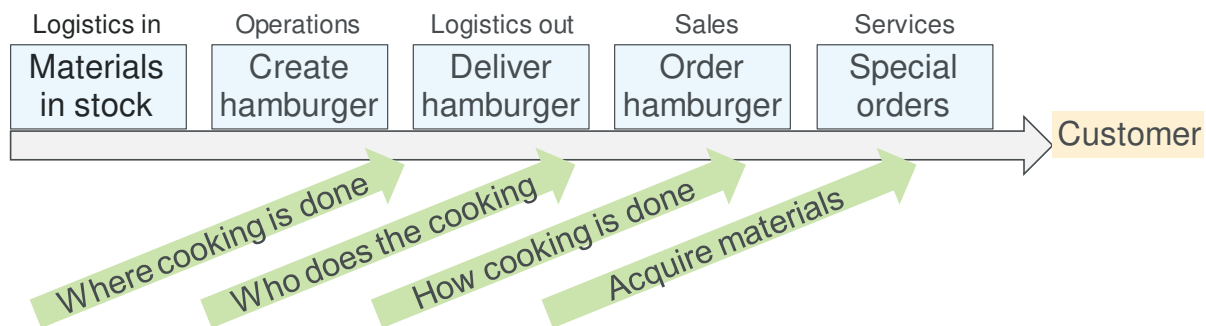 Logistics in
Operations
Logistics out
Sales
Services
Materials
in stock
Create
hamburger
Deliver
hamburger
Order
hamburger
Special
orders
Customer
Where cooking is done
Who does the cooking
How cooking is done
Acquire materials